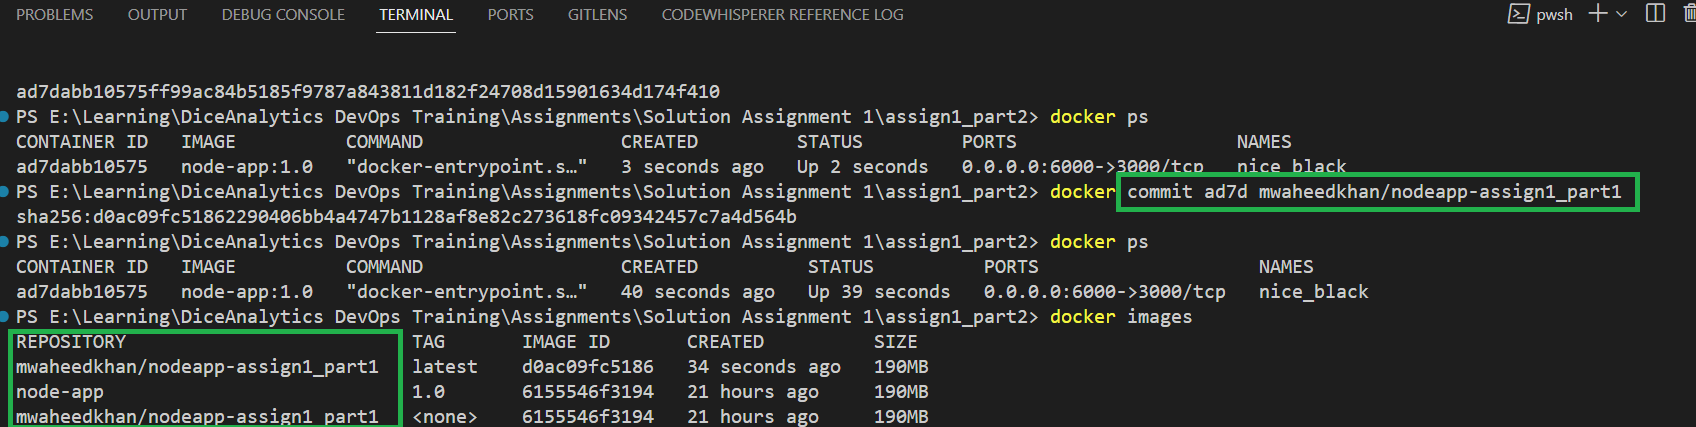 PROBLEMS OUTPUT DEBUG CONSOLE TERMINAL PORTS GITLENS CODEWHISPERER REFERENCE LOG pwsh
ad7dabb10575ff99ac84b5185f9787a843811d182f24708d15901634d174f410
PS E:\Learning\DiceAnalytics DevOps Training\Assignments\Solution Assignment 1\assign1_part2> docker ps
CONTAINER ID IMAGE COMMAND CREATED STATUS PORTS NAMES
ad7dabb10575 node-app:1.0 "docker-entrypoint.s…" 3 seconds ago Up 2 seconds 0.0.0.0:6000->3000/tcp nice_black
PS E:\Learning\DiceAnalytics DevOps Training\Assignments\Solution Assignment 1\assign1_part2> docker commit ad7d mwaheedkhan/nodeapp-assign1_part1
sha256:d0ac09fc51862290406bb4a4747b1128af8e82c273618fc09342457c7a4d564b
PS E:\Learning\DiceAnalytics DevOps Training\Assignments\Solution Assignment 1\assign1_part2> docker ps
CONTAINER ID IMAGE COMMAND CREATED STATUS PORTS NAMES
ad7dabb10575 node-app:1.0 "docker-entrypoint.s…" 40 seconds ago Up 39 seconds 0.0.0.0:6000->3000/tcp nice_black
PS E:\Learning\DiceAnalytics DevOps Training\Assignments\Solution Assignment 1\assign1_part2> docker images
REPOSITORY TAG IMAGE ID CREATED SIZE
mwaheedkhan/nodeapp-assign1_part1 latest d0ac09fc5186 34 seconds ago 190MB
node-app 1.0 6155546f3194 21 hours ago 190MB
mwaheedkhan/nodeapp-assign1_part1 <none> 6155546f3194 21 hours ago 190MB